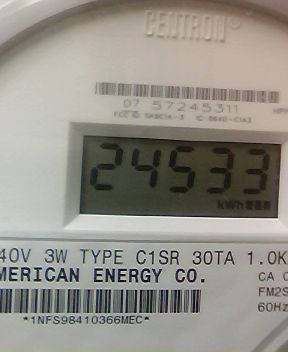 CENTRON®
07 57245311
24533
kWh
40V 3W TYPE C1SR 30TA 1.0K
MERICAN ENERGY CO.
CA 0
FM2S
60Hz
*1NFS98410366MEC*